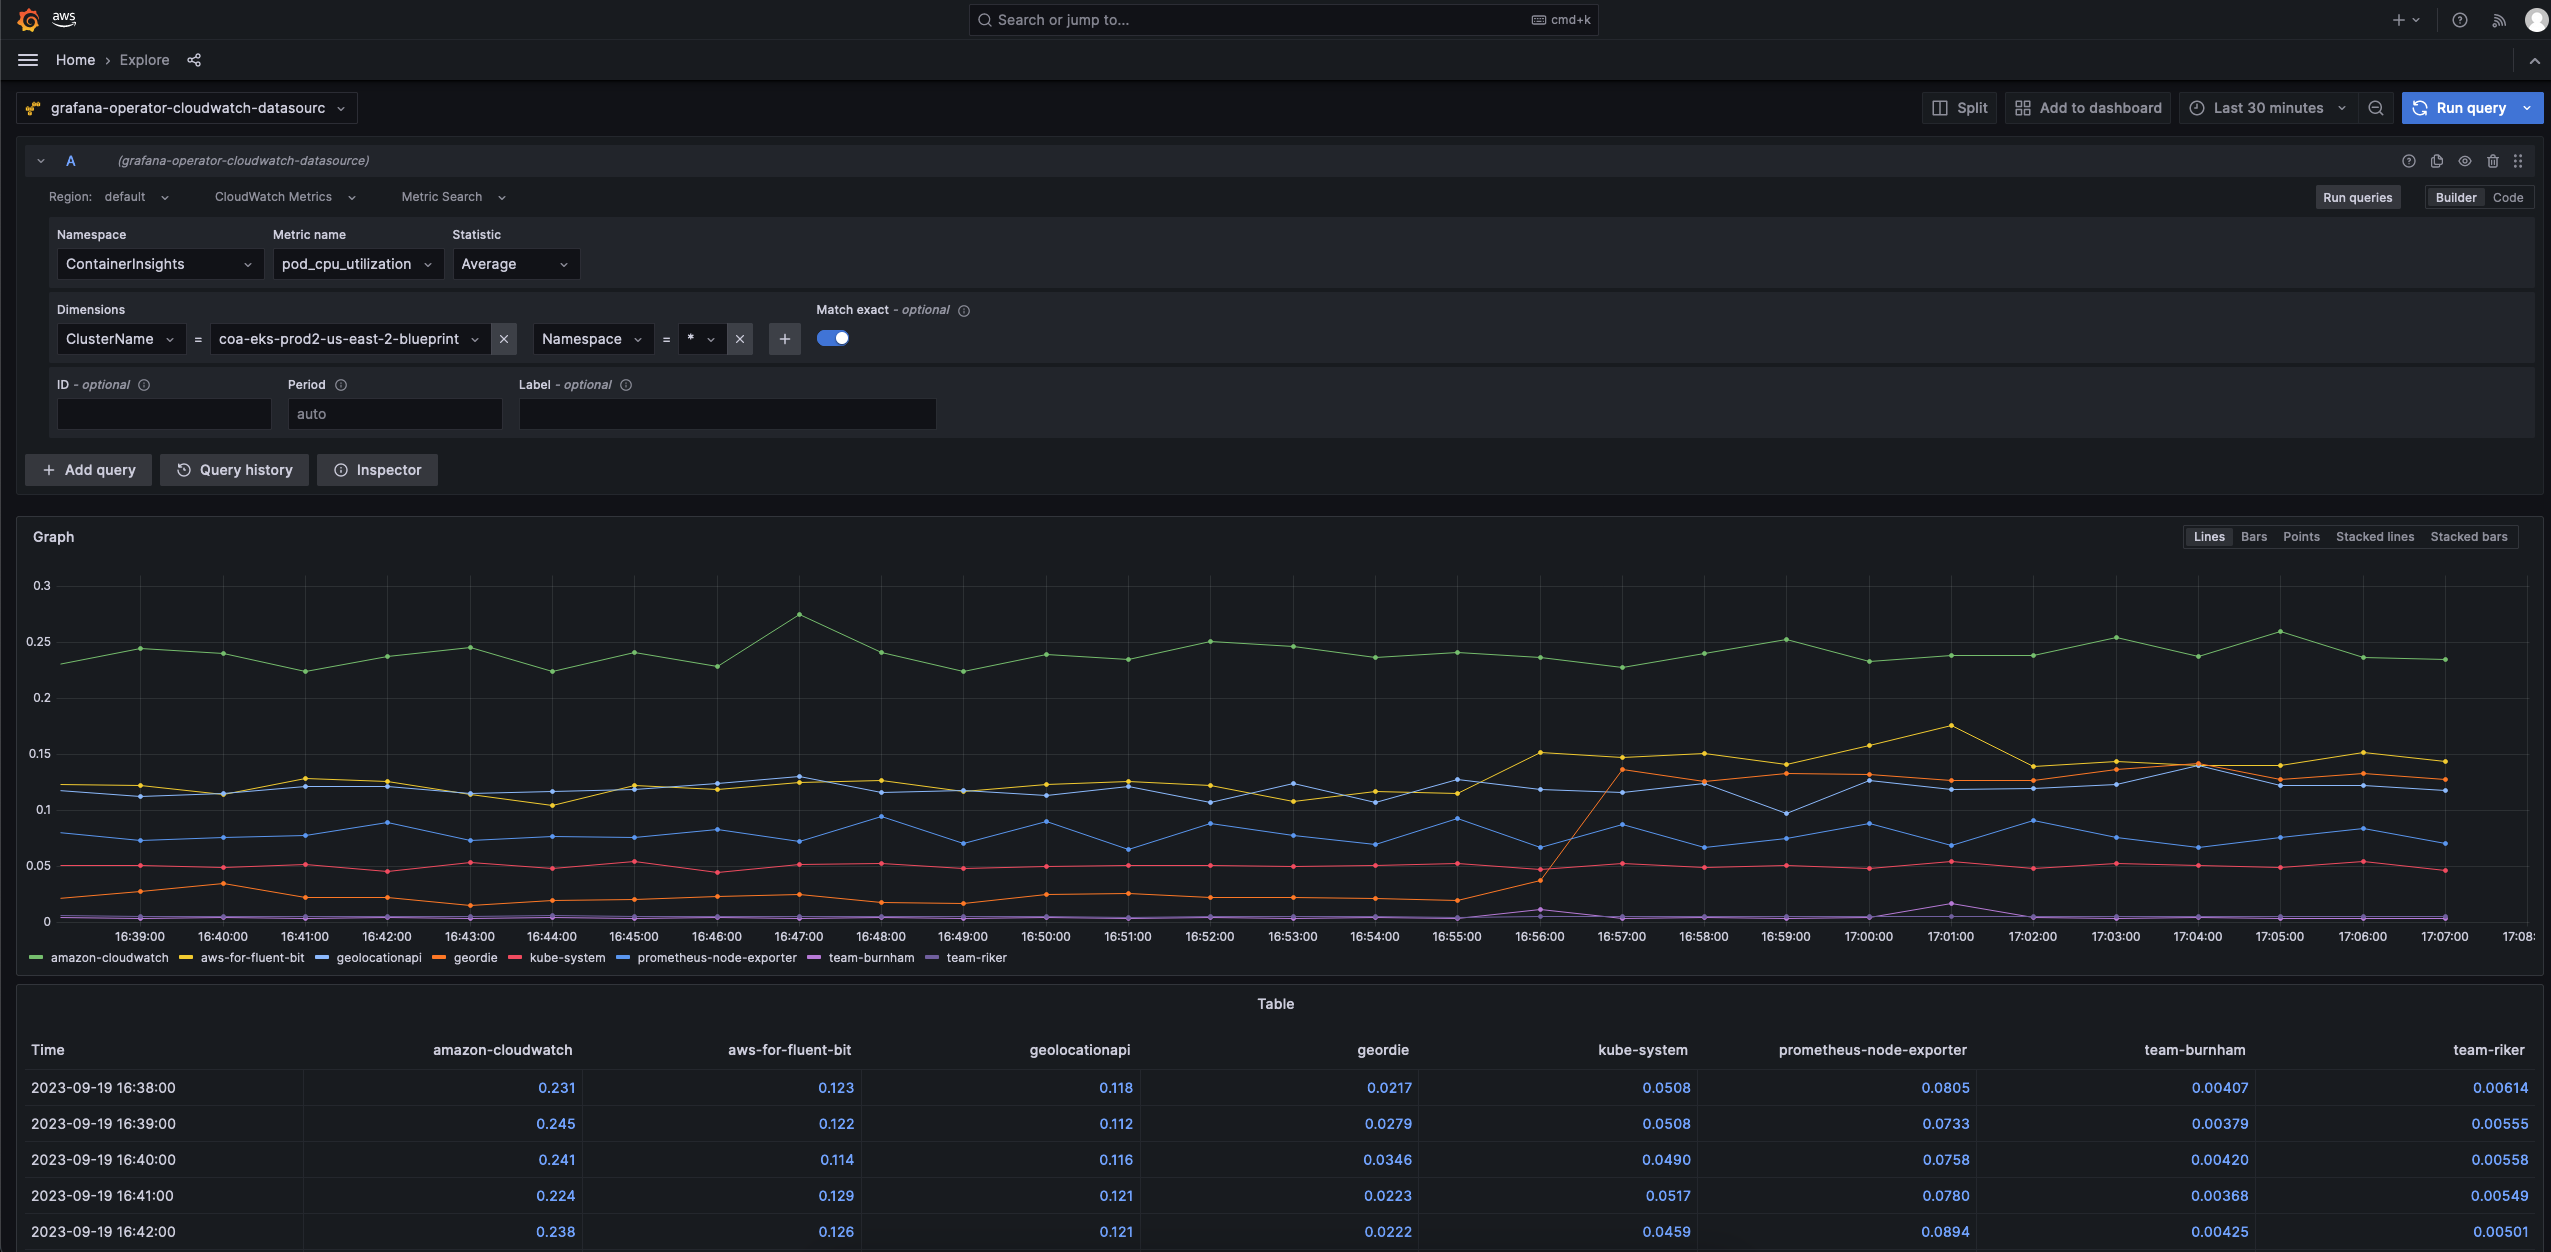 aws
Search or jump to...
cmd+k
Home › Explore
grafana-operator-cloudwatch-datasourc
Split
Add to dashboard
Last 30 minutes
Run query
A
(grafana-operator-cloudwatch-datasource)
Region: default
CloudWatch Metrics
Metric Search
Run queries
Builder
Code
Namespace
Metric name
Statistic
ContainerInsights
pod_cpu_utilization
Average
Dimensions
Match exact - optional
ClusterName = coa-eks-prod2-us-east-2-blueprint
Namespace = *
ID - optional
Period
Label - optional
auto
Add query
Query history
Inspector
Graph
Lines Bars Points Stacked lines Stacked bars
0.3
0.25
0.2
0.15
0.1
0.05
0
16:39:00 16:40:00 16:41:00 16:42:00 16:43:00 16:44:00 16:45:00 16:46:00 16:47:00 16:48:00 16:49:00 16:50:00 16:51:00 16:52:00 16:53:00 16:54:00 16:55:00 16:56:00 16:57:00 16:58:00 16:59:00 17:00:00 17:01:00 17:02:00 17:03:00 17:04:00 17:05:00 17:06:00 17:07:00 17:08:
amazon-cloudwatch aws-for-fluent-bit geolocationapi geordie kube-system prometheus-node-exporter team-burnham team-riker
Table
Time amazon-cloudwatch aws-for-fluent-bit geolocationapi geordie kube-system prometheus-node-exporter team-burnham team-riker
2023-09-19 16:38:00 0.231 0.123 0.118 0.0217 0.0508 0.0805 0.00407 0.00614
2023-09-19 16:39:00 0.245 0.122 0.112 0.0279 0.0508 0.0733 0.00379 0.00555
2023-09-19 16:40:00 0.241 0.114 0.116 0.0346 0.0490 0.0758 0.00420 0.00558
2023-09-19 16:41:00 0.224 0.129 0.121 0.0223 0.0517 0.0780 0.00368 0.00549
2023-09-19 16:42:00 0.238 0.126 0.121 0.0222 0.0459 0.0894 0.00425 0.00501